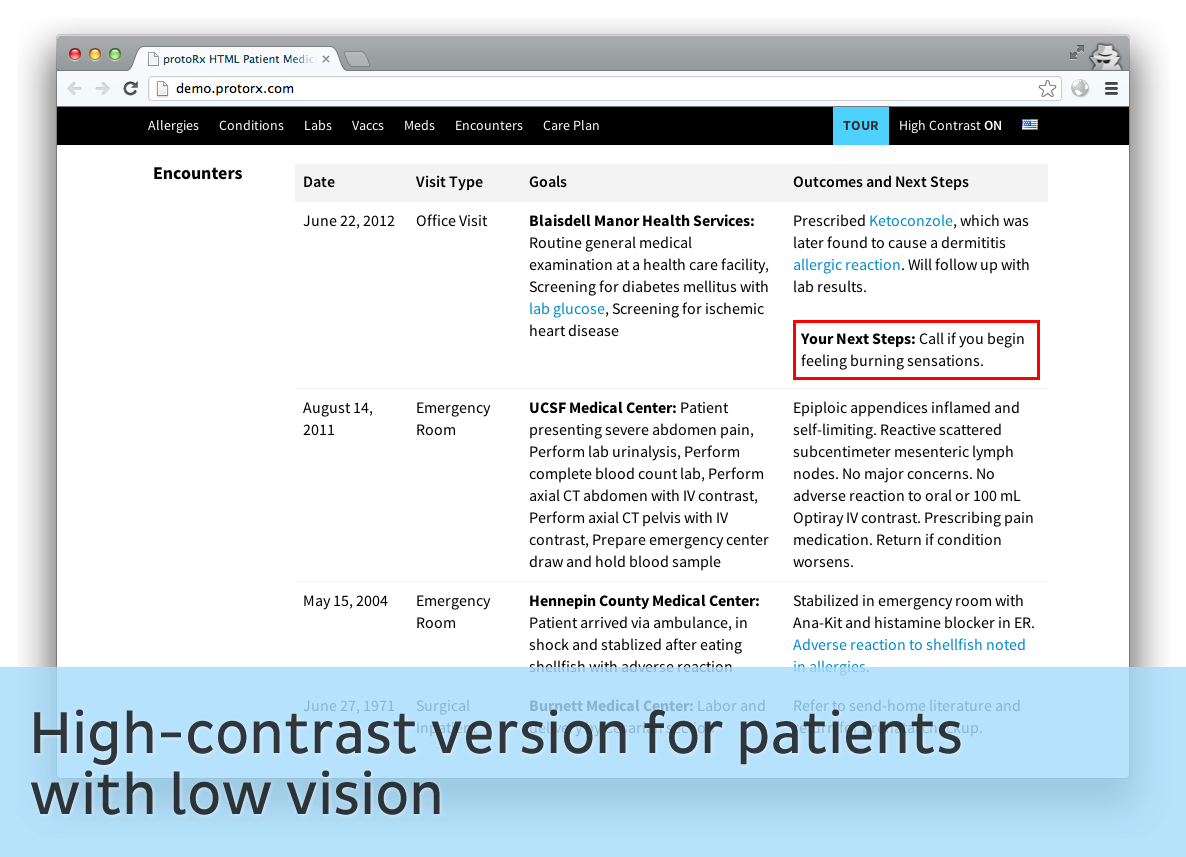 protoRx HTML Patient Medic
demo.protorx.com
Allergies Conditions Labs Vaccs Meds Encounters Care Plan TOUR High Contrast ON
Encounters
Date Visit Type Goals Outcomes and Next Steps
June 22, 2012 Office Visit
Blaisdell Manor Health Services:
Routine general medical
examination at a health care facility,
Screening for diabetes mellitus with
lab glucose, Screening for ischemic
heart disease
Prescribed Ketoconzole, which was
later found to cause a dermititis
allergic reaction. Will follow up with
lab results.
Your Next Steps: Call if you begin
feeling burning sensations.
August 14,
2011
Emergency
Room
UCSF Medical Center: Patient
presenting severe abdomen pain,
Perform lab urinalysis, Perform
complete blood count lab, Perform
axial CT abdomen with IV contrast,
Perform axial CT pelvis with IV
contrast, Prepare emergency center
draw and hold blood sample
Epiploic appendices inflamed and
self-limiting. Reactive scattered
subcentimeter mesenteric lymph
nodes. No major concerns. No
adverse reaction to oral or 100 mL
Optiray IV contrast. Prescribing pain
medication. Return if condition
worsens.
May 15, 2004
Emergency
Room
Hennepin County Medical Center:
Patient arrived via ambulance, in
shock and stablized after eating
shellfish with adverse reaction
Stabilized in emergency room with
Ana-Kit and histamine blocker in ER.
Adverse reaction to shellfish noted
in allergies.
June 27, 1971
Surgical
Inpatient
Burnett Medical Center: Labor and
delivery by cesarian section
Refer to send-home literature and
return for prenatal checkup.
High-contrast version for patients
with low vision